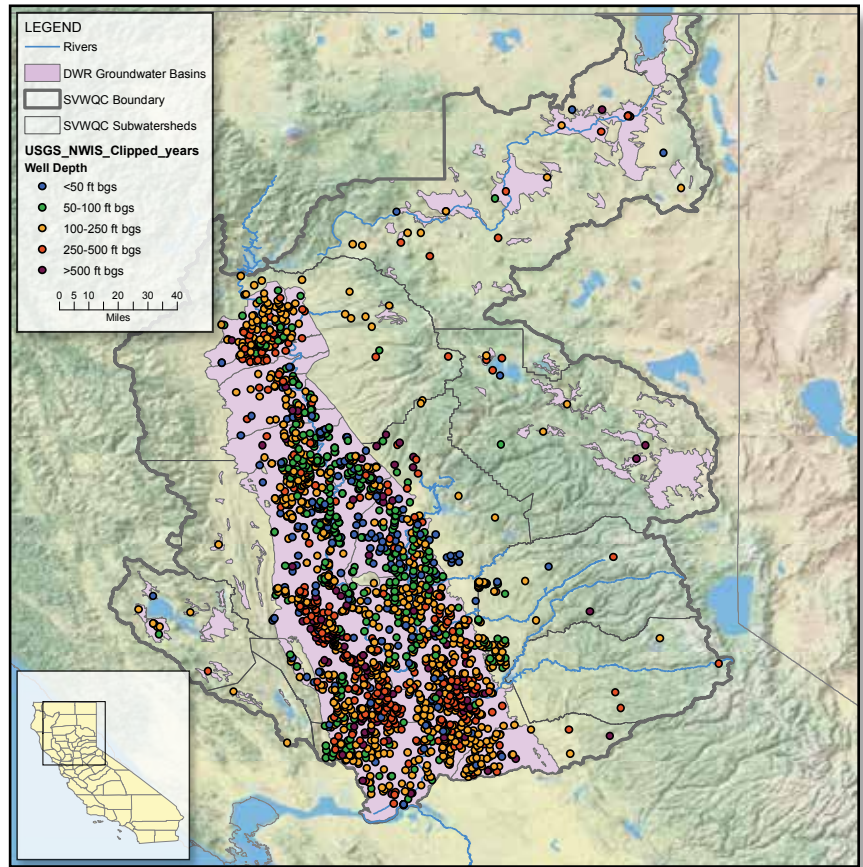 LEGEND
Rivers
DWR Groundwater Basins
SVWQC Boundary
SVWQC Subwatersheds
USGS_NWIS_Clipped_years
Well Depth
<50 ft bgs
50-100 ft bgs
100-250 ft bgs
250-500 ft bgs
>500 ft bgs
0 5 10 20 30 40
Miles